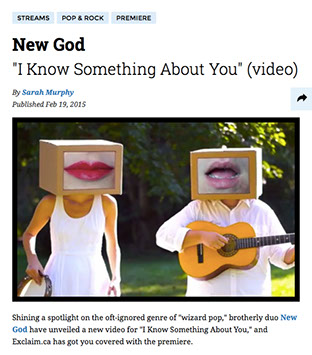 STREAMS POP & ROCK PREMIERE
New God
"I Know Something About You" (video)
By Sarah Murphy
Published Feb 19, 2015
Shining a spotlight on the oft-ignored genre of "wizard pop," brotherly duo New
God have unveiled a new video for "I Know Something About You," and
Exclaim.ca has got you covered with the premiere.